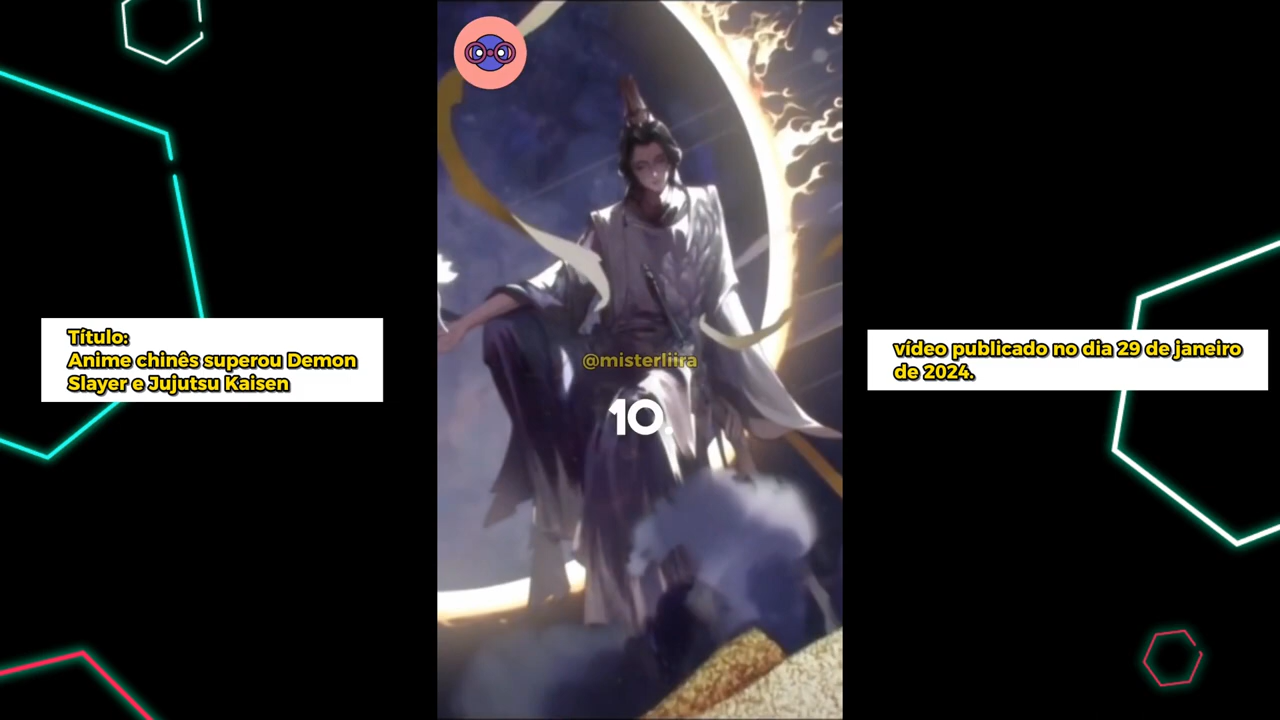 Título:
Anime chinês superou Demon
Slayer e Jujutsu Kaisen
@misterliira
10.
vídeo publicado no dia 29 de janeiro
de 2024.